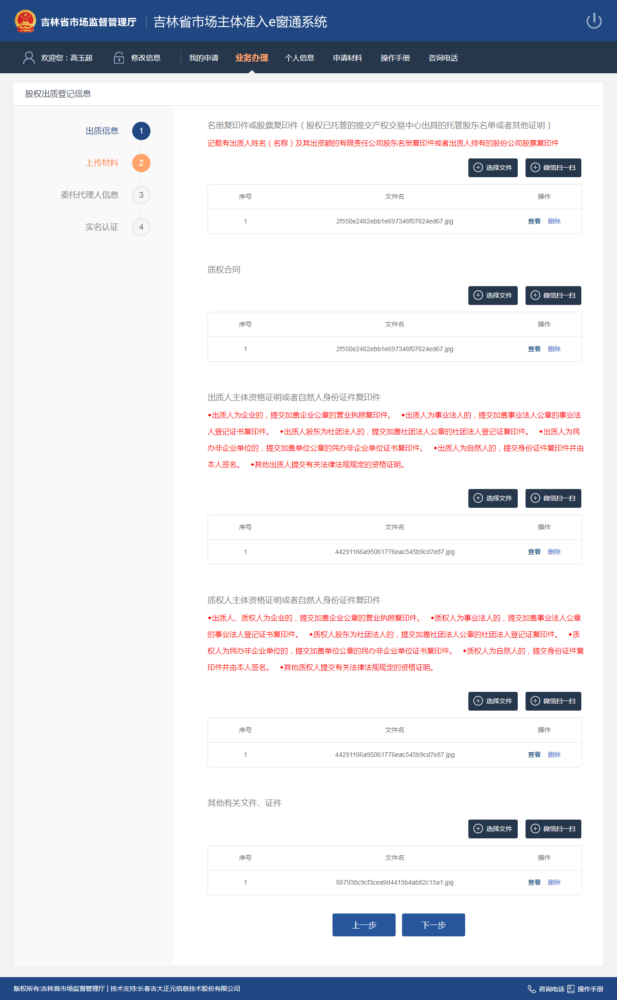 吉林省市场监督管理厅
吉林省市场主体准入e窗通系统
欢迎您：高玉超
修改信息
我的申请
业务办理
个人信息
申请材料
操作手册
咨询电话
股权出质登记信息
出质信息 1
上传材料 2
委托代理人信息 3
实名认证 4
名册复印件或股票复印件（股权已托管的提交产权交易中心出具的托管股东名单或者其他证明）
记载有出质人姓名（名称）及其出资额的有限责任公司股东名册复印件或者出质人持有的股份公司股票复印件
选择文件 微信扫一扫
序号 文件名 操作
1 2f550e2482ebb1e697348f07824ed67.jpg 查看 删除
质权合同
选择文件 微信扫一扫
序号 文件名 操作
1 2f550e2482ebb1e697348f07824ed67.jpg 查看 删除
出质人主体资格证明或者自然人身份证件复印件
◆出质人为企业的，提交加盖企业公章的营业执照复印件。 ◆出质人为事业法人的，提交加盖事业法人公章的事业法
人登记证书复印件。 ◆出质人股东为社团法人的，提交加盖社团法人公章的社团法人登记证复印件。 ◆出质人为民
办非企业单位的，提交加盖单位公章的民办非企业单位证书复印件。 ◆出质人为自然人的，提交身份证件复印件并由
本人签名。 ◆其他出质人提交有关法律法规规定的资格证明。
选择文件 微信扫一扫
序号 文件名 操作
1 44291166a95061776eac545b9cd7e87.jpg 查看 删除
质权人主体资格证明或者自然人身份证件复印件
◆出质人、质权人为企业的，提交加盖企业公章的营业执照复印件。 ◆质权人为事业法人的，提交加盖事业法人公章
的事业法人登记证书复印件。 ◆质权人股东为社团法人的，提交加盖社团法人公章的社团法人登记证复印件。 ◆质
权人为民办非企业单位的，提交加盖单位公章的民办非企业单位证书复印件。 ◆质权人为自然人的，提交身份证件复
印件并由本人签名。 ◆其他质权人提交有关法律法规规定的资格证明。
选择文件 微信扫一扫
序号 文件名 操作
1 44291166a95061776eac545b9cd7e87.jpg 查看 删除
其他有关文件、证件
选择文件 微信扫一扫
序号 文件名 操作
1 887938c9cf3cea9d4415b4ab82c15a1.jpg 查看 删除
上一步 下一步
版权所有:吉林省市场监督管理厅 | 技术支持:长春吉大正元信息技术股份有限公司
咨询电话 操作手册